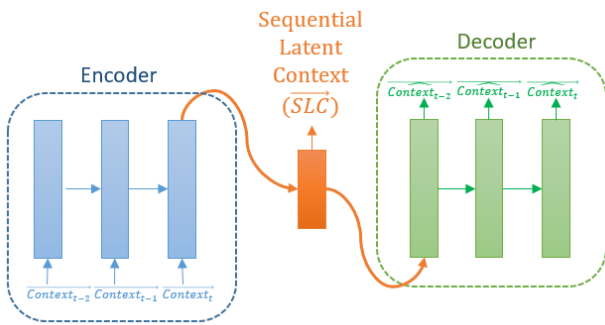 Sequential
Latent
Context
(SLC)
Encoder
Decoder
Context_{t-2} Context_{t-1} Context_t
Context_{t-2} Context_{t-1} Context_t